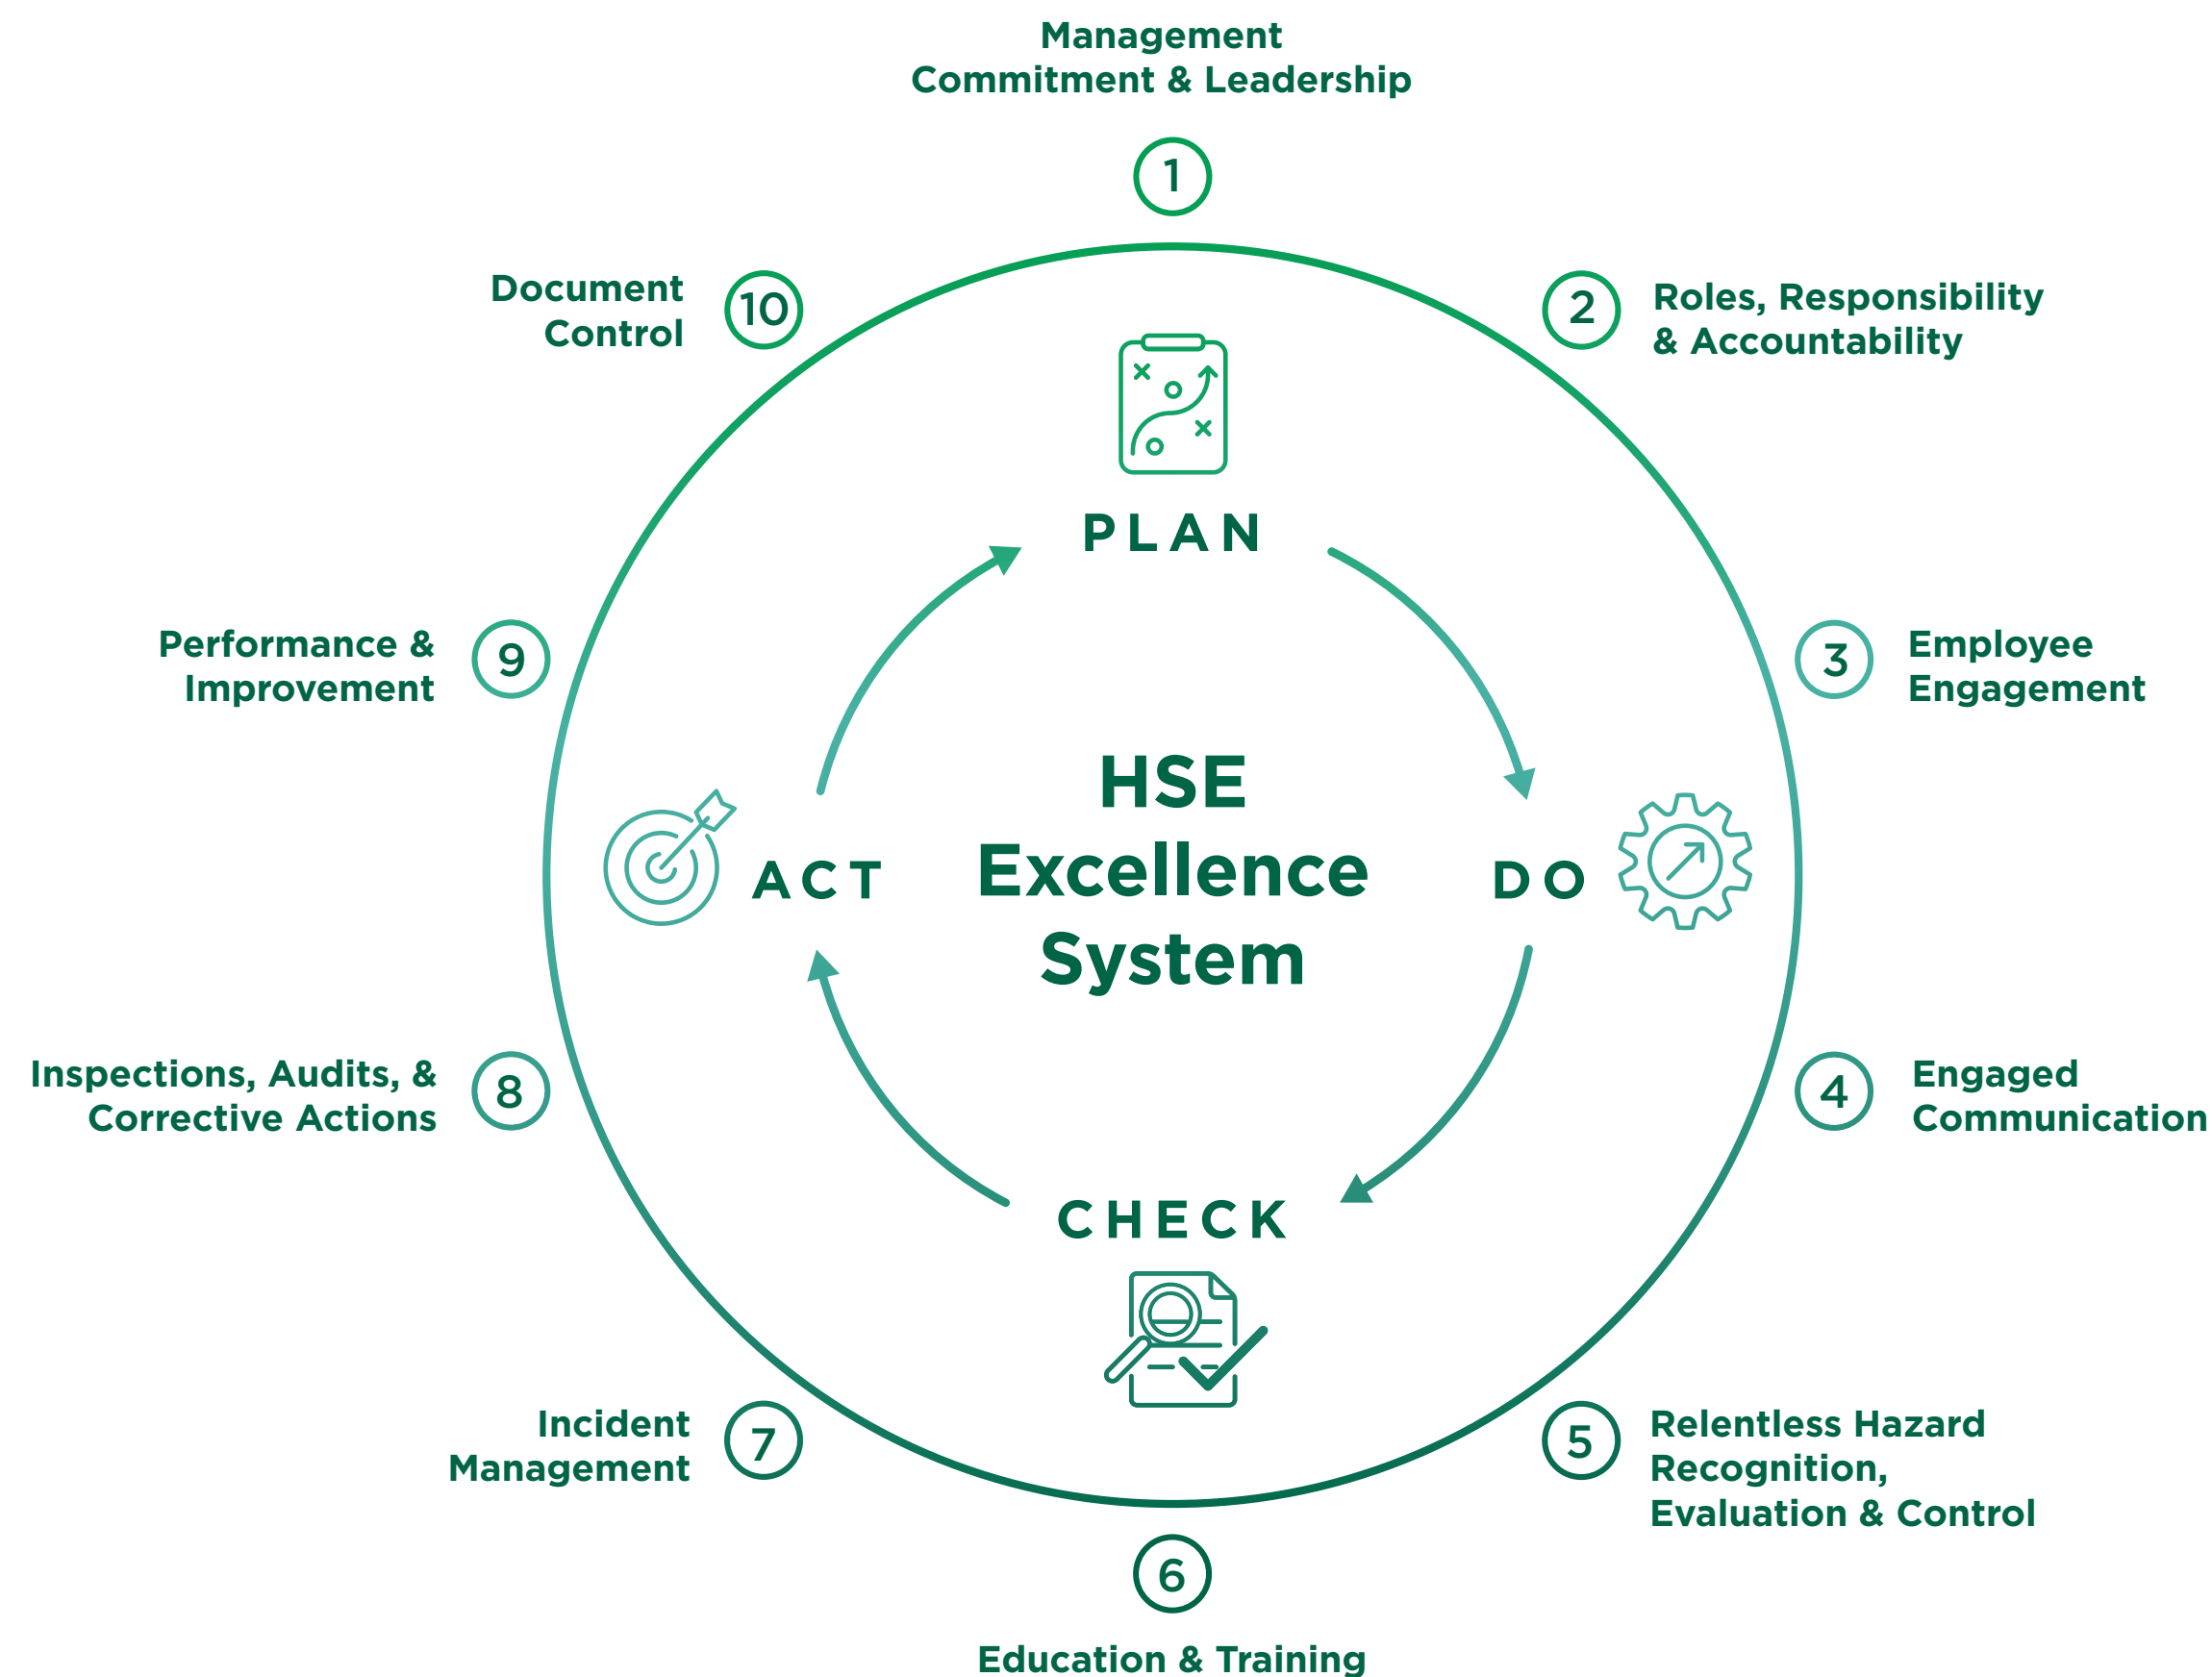 Management
Commitment & Leadership
1
2
Roles, Responsibility
& Accountability
3
Employee
Engagement
4
Engaged
Communication
5
Relentless Hazard
Recognition,
Evaluation & Control
6
Education & Training
7
Incident
Management
8
Inspections, Audits, &
Corrective Actions
9
Performance &
Improvement
10
Document
Control
PLAN
DO
CHECK
ACT
HSE
Excellence
System